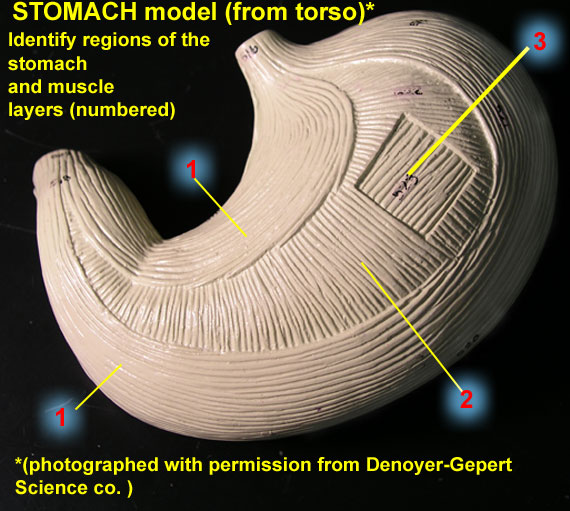 STOMACH model (from torso)*
Identify regions of the
stomach
and muscle
layers (numbered)
3
1
2
1
*(photographed with permission from Denoyer-Gepert
Science co. )